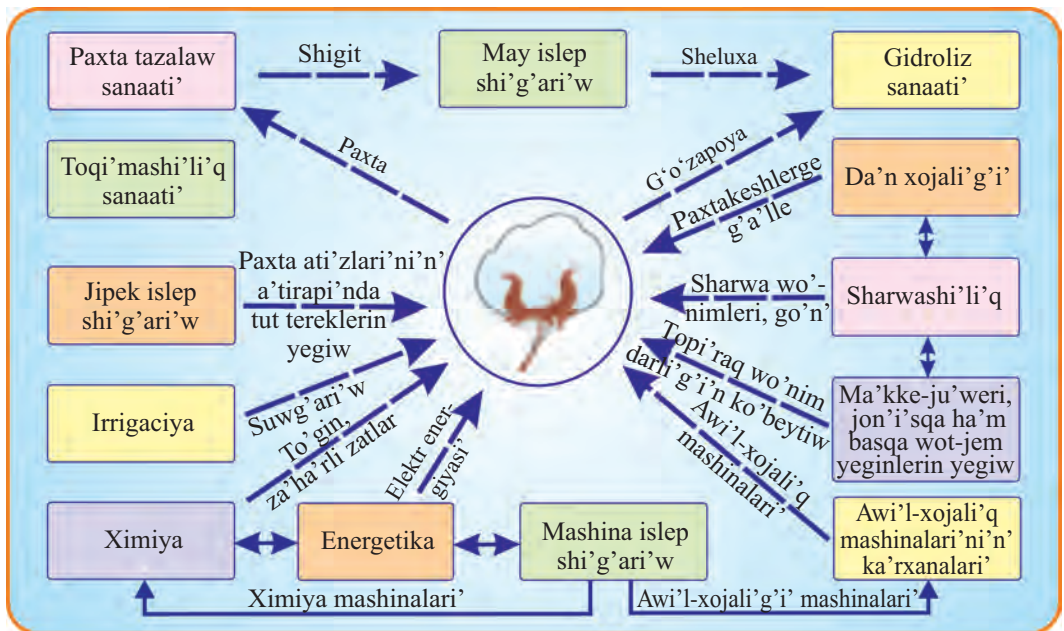 Paxta tazalaw
sanaati’
Shigit
May islep
shi’g’ari’w
Sheluxa
Gidroliz
sanaati’
Paxta
G‘o‘zapoya
Toqi’mashi’li’q
sanaati’
Paxtakeshlerge
g’a’lle
Da’n xojali’g’i’
Jipek islep
shi’g’ari’w
Paxta ati’zlari’ni’n’
a’tirapi’nda
tut tereklerin
yegiw
Sharwa wo’-
nimleri, go’n’
Sharwashi’li’q
Irrigaciya
Suwg’ari’w
Topi’raq wo’nim
darli’g’i’n ko’beytiw
Ma’kke-ju’weri,
jon’i’sqa ha’m
basqa wot-jem
yeginlerin yegiw
To’gin,
za’ha’rli zatlar
Elektr ener-
giyasi’
Awi’l-xojali’q
mashinalari’
Ximiya
Energetika
Mashina islep
shi’g’ari’w
Awi’l-xojali’q
mashinalari’ni’n’
ka’rxanalari’
Ximiya mashinalari’
Awi’l-xojali’g’i’ mashinalari’